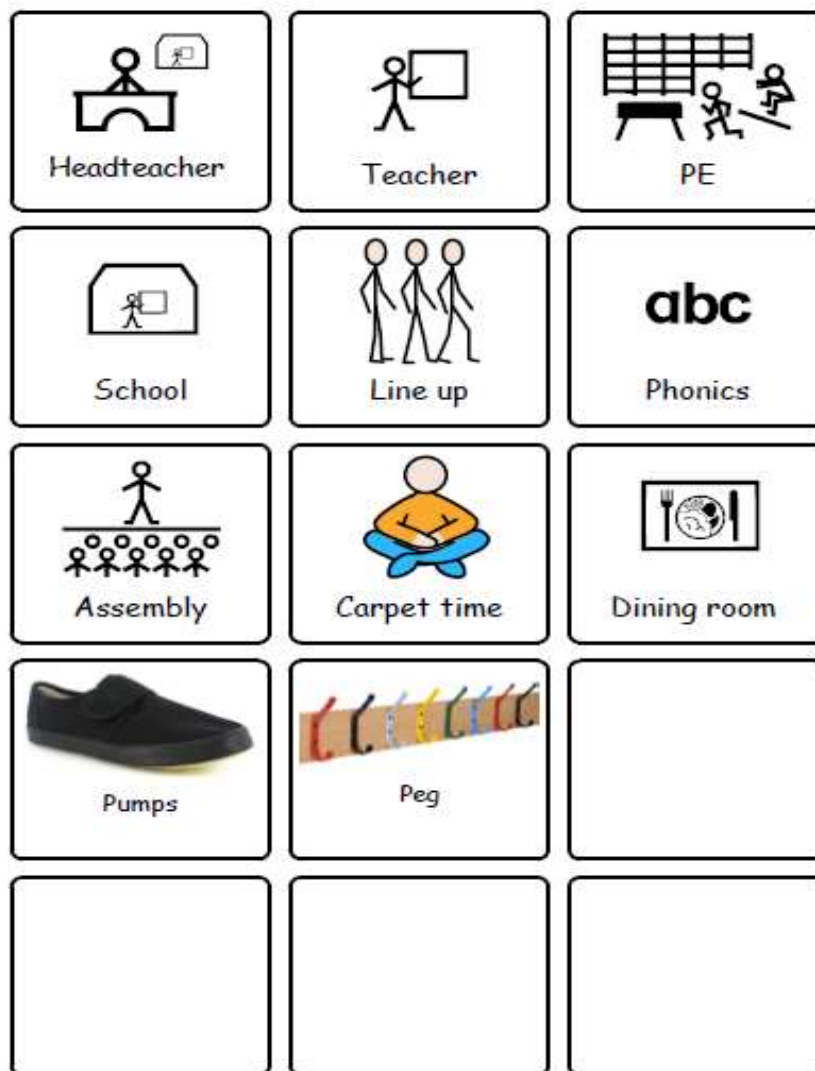 Headteacher
Teacher
PE
School
Line up
abc
Phonics
Assembly
Carpet time
Dining room
Pumps
Peg